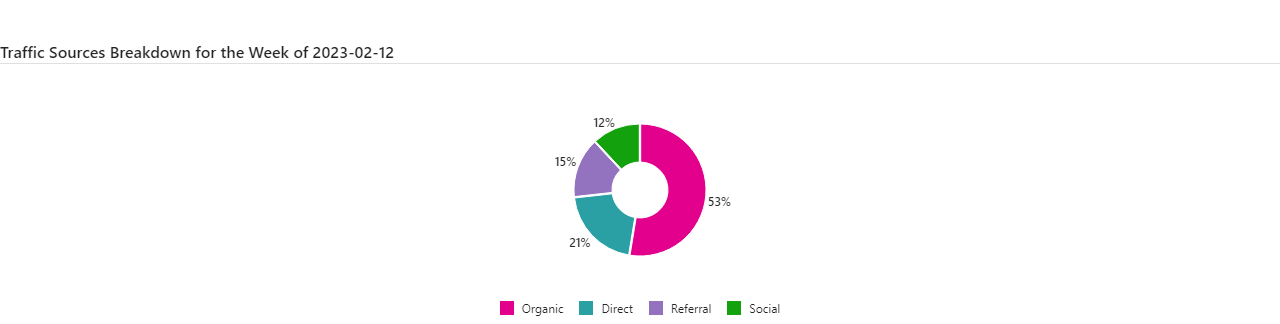 Traffic Sources Breakdown for the Week of 2023-02-12
12%
15%
53%
21%
Organic Direct Referral Social